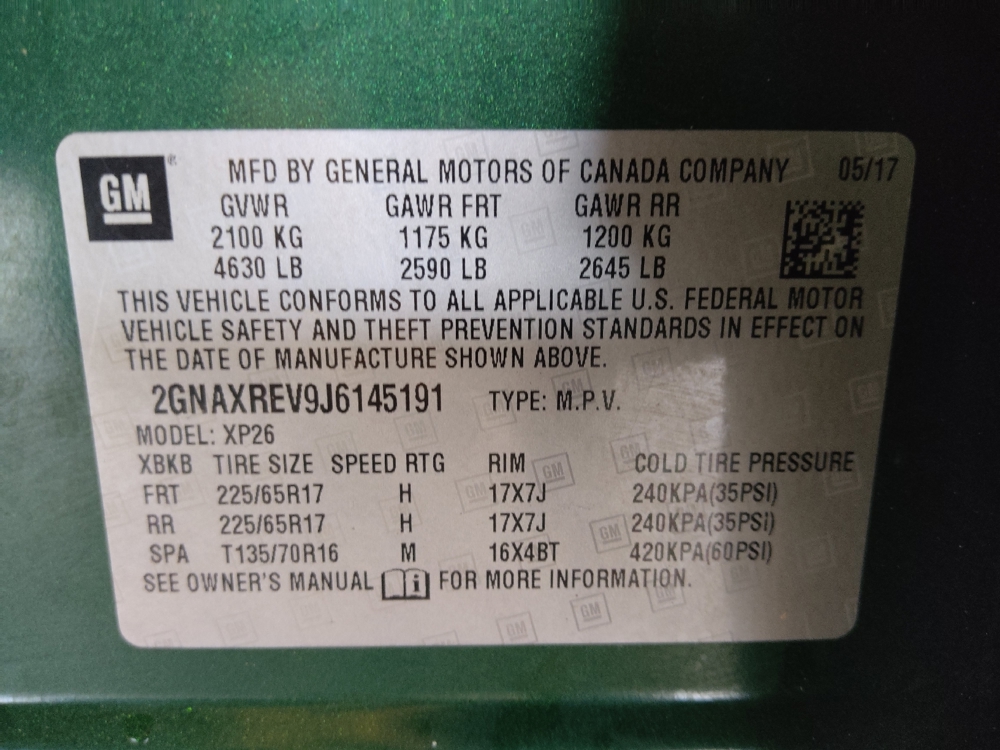 GM ® MFD BY GENERAL MOTORS OF CANADA COMPANY 05/17
GVWR GAWR FRT GAWR RR
2100 KG 1175 KG 1200 KG
4630 LB 2590 LB 2645 LB
THIS VEHICLE CONFORMS TO ALL APPLICABLE U.S. FEDERAL MOTOR
VEHICLE SAFETY AND THEFT PREVENTION STANDARDS IN EFFECT ON
THE DATE OF MANUFACTURE SHOWN ABOVE.
2GNAXREV9J6145191 TYPE: M.P.V.
MODEL: XP26
XBKB TIRE SIZE SPEED RTG RIM COLD TIRE PRESSURE
FRT 225/65R17 H 17X7J 240KPA(35PSI)
RR 225/65R17 H 17X7J 240KPA(35PSI)
SPA T135/70R16 M 16X4BT 420KPA(60PSI)
SEE OWNER'S MANUAL i FOR MORE INFORMATION.